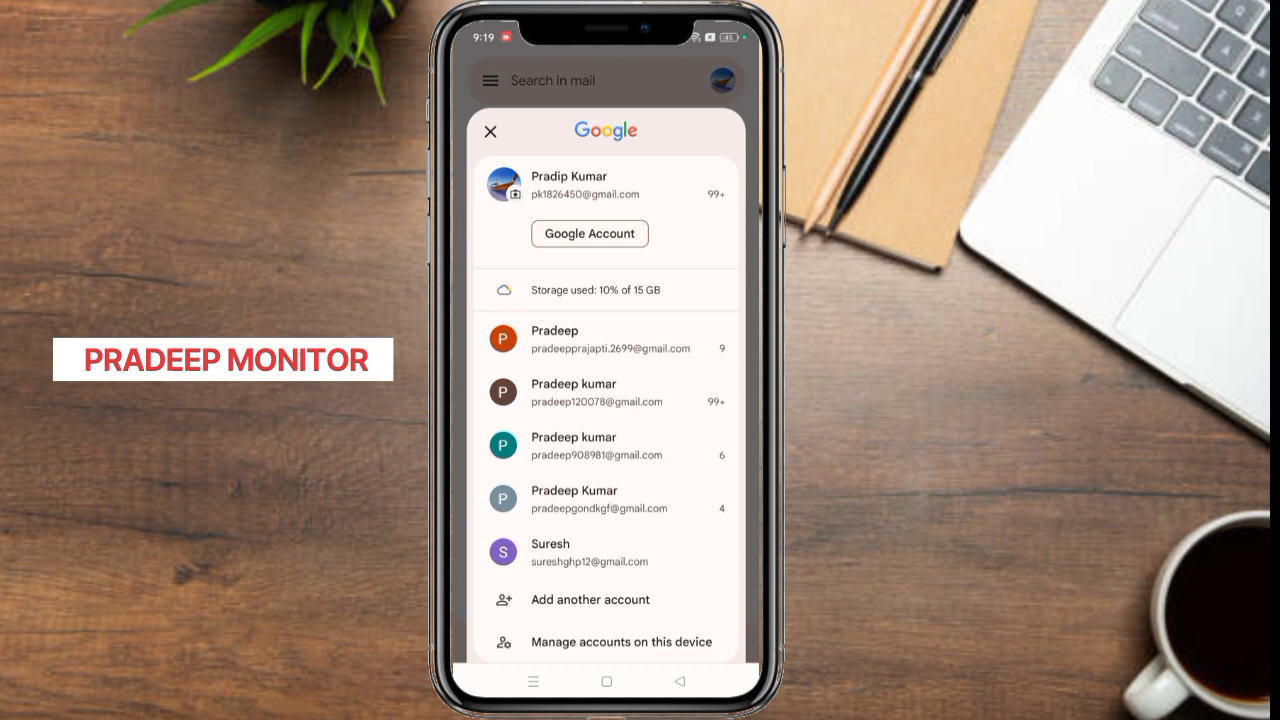 9:19
45
Search in mail
Google
Pradip Kumar
pk1826450@gmail.com 99+
Google Account
Storage used: 10% of 15 GB
P Pradeep
pradeepprajapti.2699@gmail.com 9
P Pradeep kumar
pradeep120078@gmail.com 99+
P Pradeep kumar
pradeep908981@gmail.com 6
P Pradeep Kumar
pradeepgondkgf@gmail.com 4
S Suresh
sureshghp12@gmail.com
Add another account
Manage accounts on this device
PRADEEP MONITOR